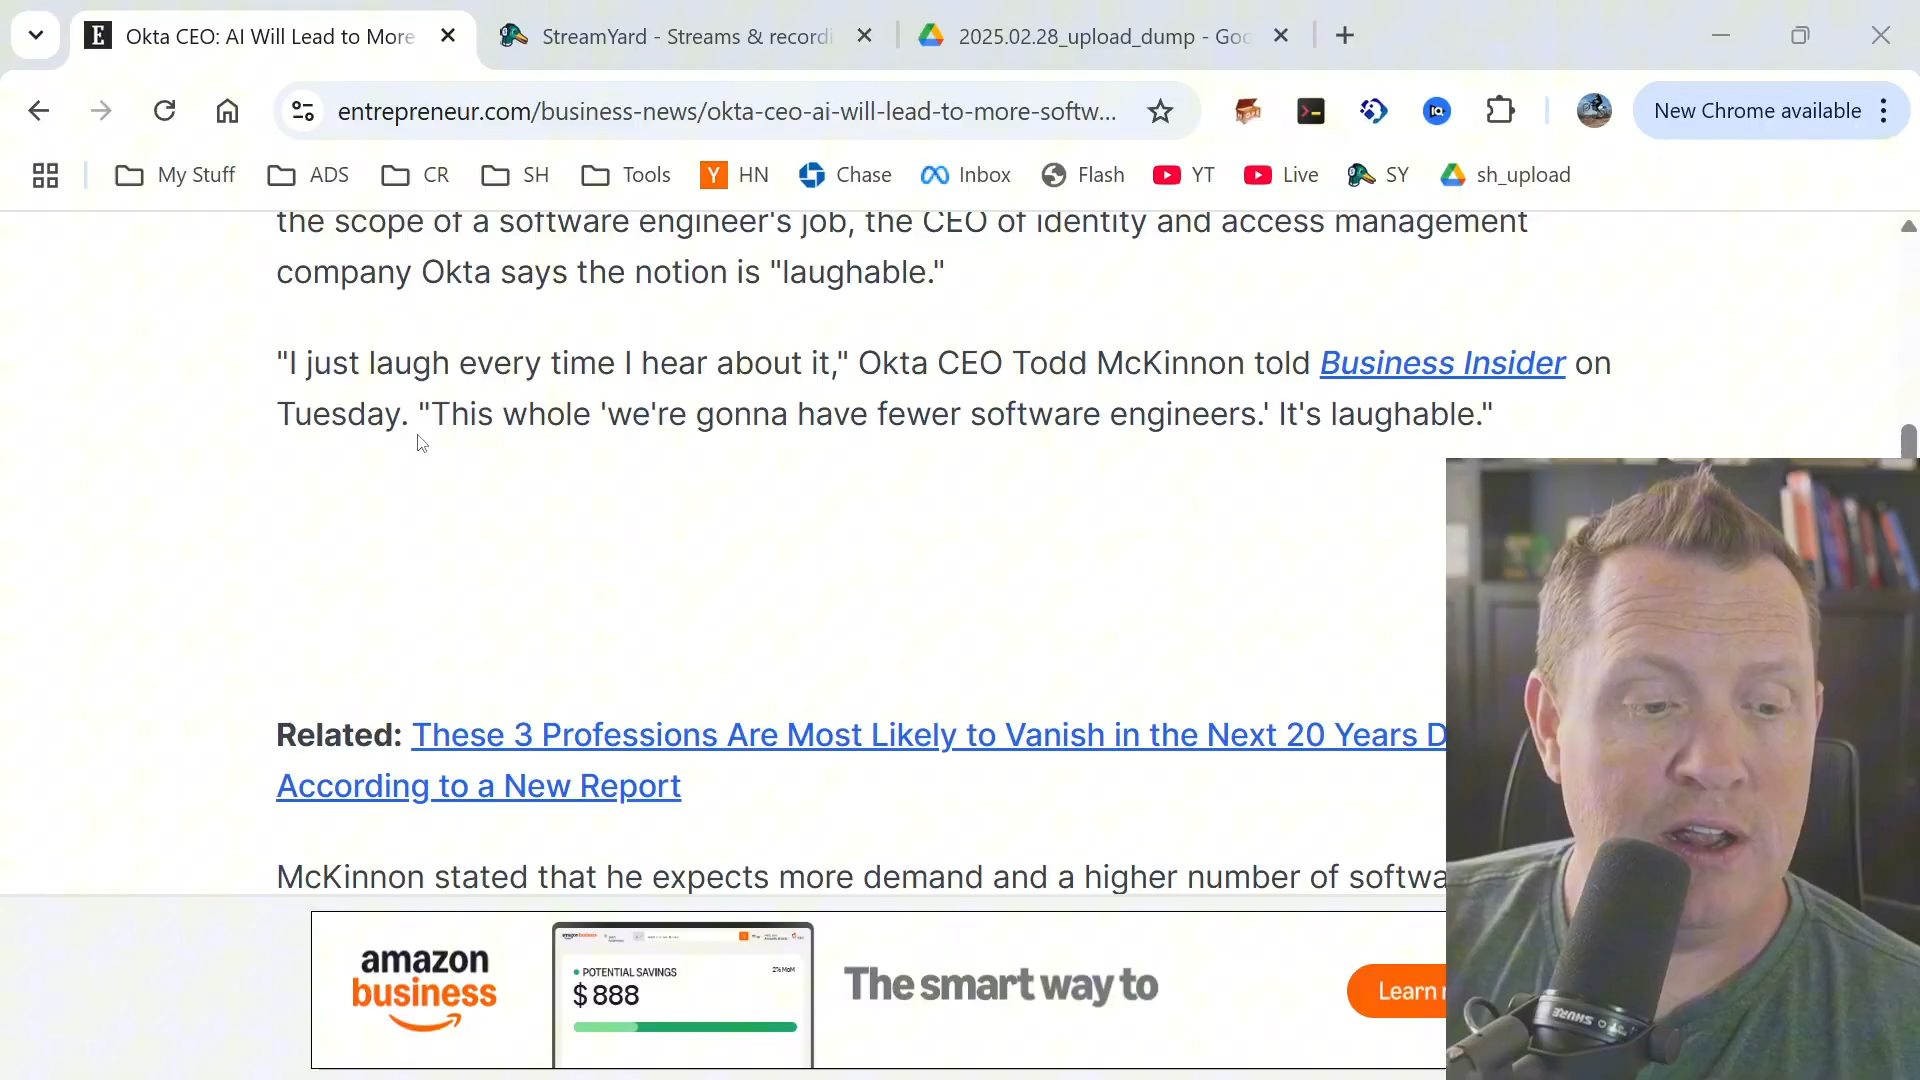 E Okta CEO: AI Will Lead to More
StreamYard - Streams & recordi
2025.02.28_upload_dump - Goo
entrepreneur.com/business-news/okta-ceo-ai-will-lead-to-more-softw...
New Chrome available
My Stuff
ADS
CR
SH
Tools
Y HN
Chase
Inbox
Flash
YT
Live
SY
sh_upload
the scope of a software engineer's job, the CEO of identity and access management
company Okta says the notion is "laughable."
"I just laugh every time I hear about it," Okta CEO Todd McKinnon told Business Insider on
Tuesday. "This whole 'we're gonna have fewer software engineers.' It's laughable."
Related: These 3 Professions Are Most Likely to Vanish in the Next 20 Years D
According to a New Report
McKinnon stated that he expects more demand and a higher number of softwa
amazon
business
amazon business
POTENTIAL SAVINGS
2% MoM
$888
The smart way to
Learn
SHURE